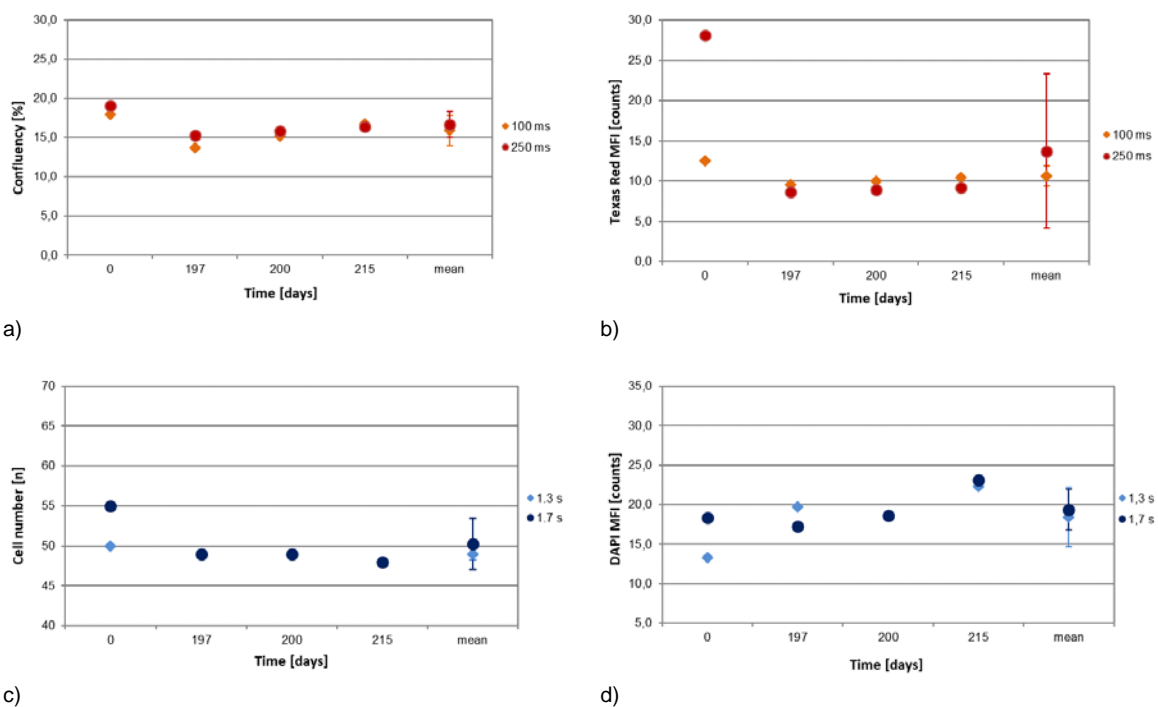 30,0
25,0
20,0
15,0
10,0
5,0
0,0
Confluency [%]
0 197 200 215 mean
Time [days]
100 ms
250 ms
a)
30,0
25,0
20,0
15,0
10,0
5,0
0,0
Texas Red MFI [counts]
0 197 200 215 mean
Time [days]
100 ms
250 ms
b)
70
65
60
55
50
45
40
Cell number [n]
0 197 200 215 mean
Time [days]
1.3 s
1.7 s
c)
40,0
35,0
30,0
25,0
20,0
15,0
10,0
5,0
DAPI MFI [counts]
0 197 200 215 mean
Time [days]
1,3 s
1,7 s
d)